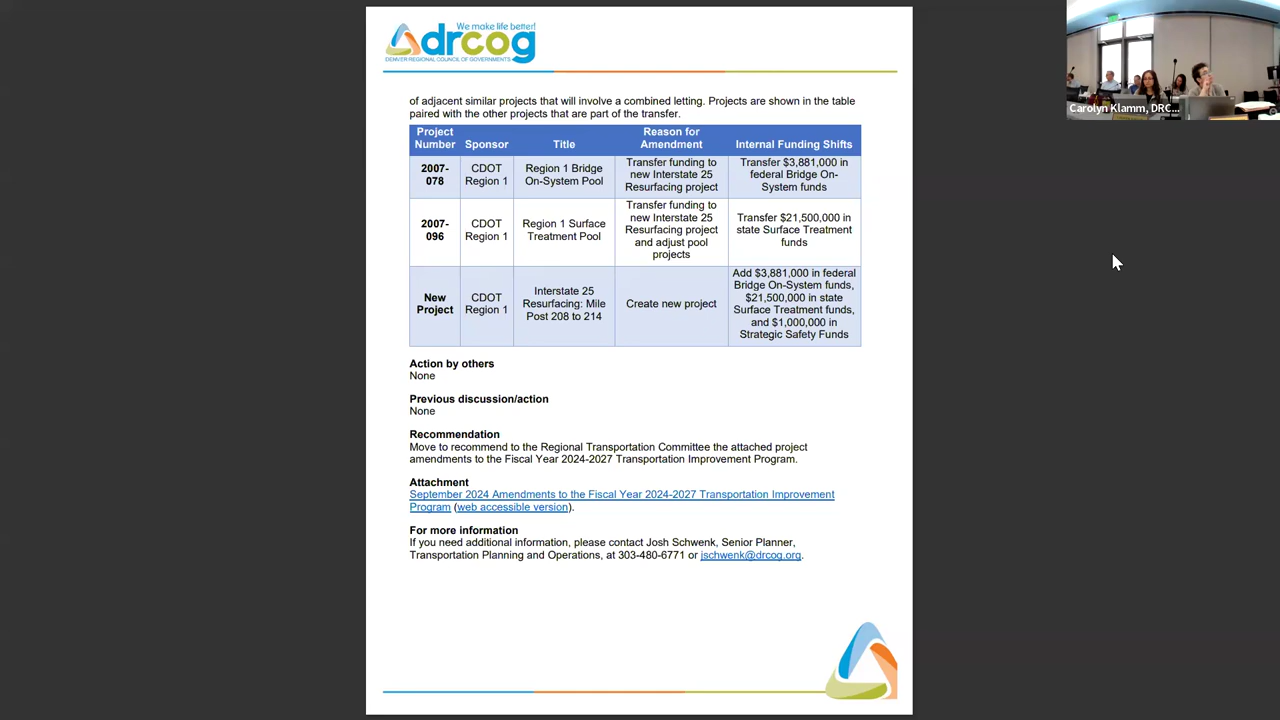 We make life better!
drcog
DENVER REGIONAL COUNCIL OF GOVERNMENTS
Carolyn Klamm, DRC...
of adjacent similar projects that will involve a combined letting. Projects are shown in the table
paired with the other projects that are part of the transfer.
Project
Number
Sponsor
Title
Reason for
Amendment
Internal Funding Shifts
2007-
078
CDOT
Region 1
Region 1 Bridge
On-System Pool
Transfer funding to
new Interstate 25
Resurfacing project
Transfer $3,881,000 in
federal Bridge On-
System funds
2007-
096
CDOT
Region 1
Region 1 Surface
Treatment Pool
Transfer funding to
new Interstate 25
Resurfacing project
and adjust pool
projects
Transfer $21,500,000 in
state Surface Treatment
funds
New
Project
CDOT
Region 1
Interstate 25
Resurfacing: Mile
Post 208 to 214
Create new project
Add $3,881,000 in federal
Bridge On-System funds,
$21,500,000 in state
Surface Treatment funds,
and $1,000,000 in
Strategic Safety Funds
Action by others
None
Previous discussion/action
None
Recommendation
Move to recommend to the Regional Transportation Committee the attached project
amendments to the Fiscal Year 2024-2027 Transportation Improvement Program.
Attachment
September 2024 Amendments to the Fiscal Year 2024-2027 Transportation Improvement
Program (web accessible version).
For more information
If you need additional information, please contact Josh Schwenk, Senior Planner,
Transportation Planning and Operations, at 303-480-6771 or jschwenk@drcog.org.